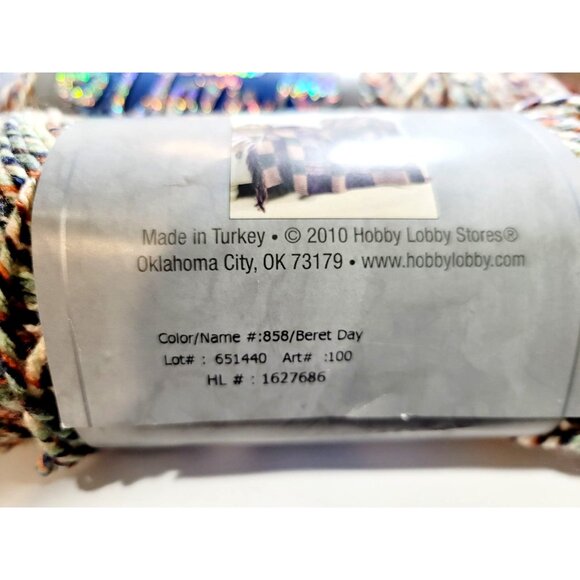 Made in Turkey • © 2010 Hobby Lobby Stores®
Oklahoma City, OK 73179 • www.hobbylobby.com
Color/Name #:858/Beret Day
Lot# : 651440 Art# :100
HL # : 1627686